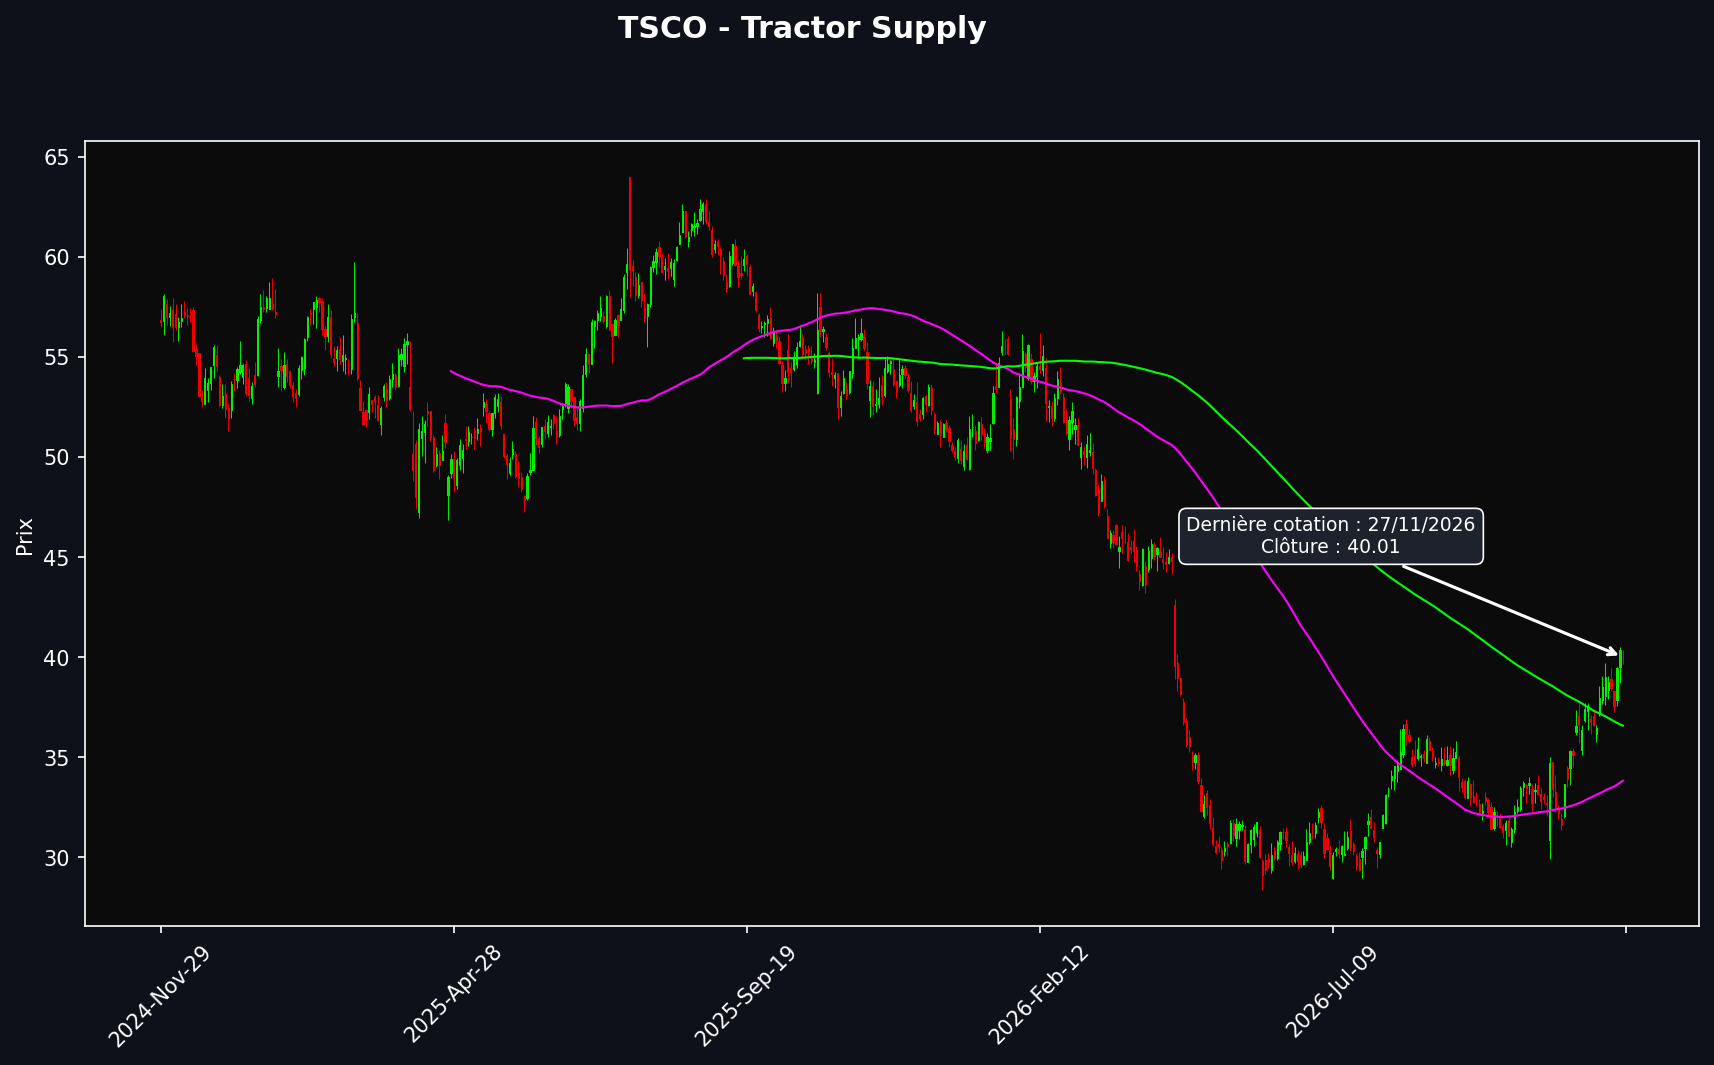 TSCO - Tractor Supply
65
60
55
50
45
40
35
30
Prix
Dernière cotation : 27/11/2026
Clôture : 40.01
2024-Nov-29
2025-Apr-28
2025-Sep-19
2026-Feb-12
2026-Jul-09